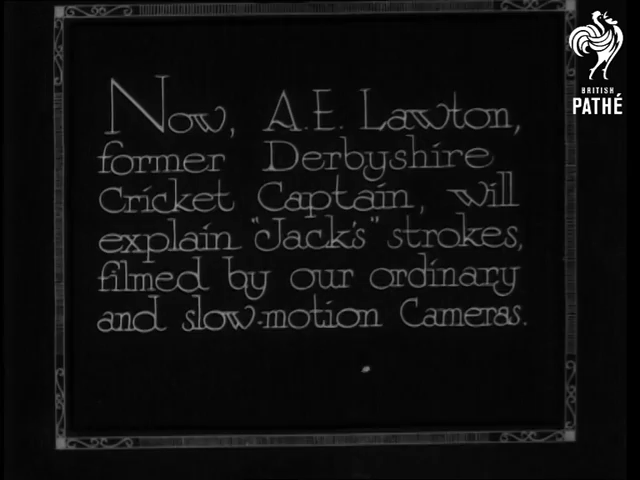 Now, A.E. Lawton,
former Derbyshire
Cricket Captain, will
explain "Jack's" strokes,
filmed by our ordinary
and slow-motion Cameras.
BRITISH
PATHÉ